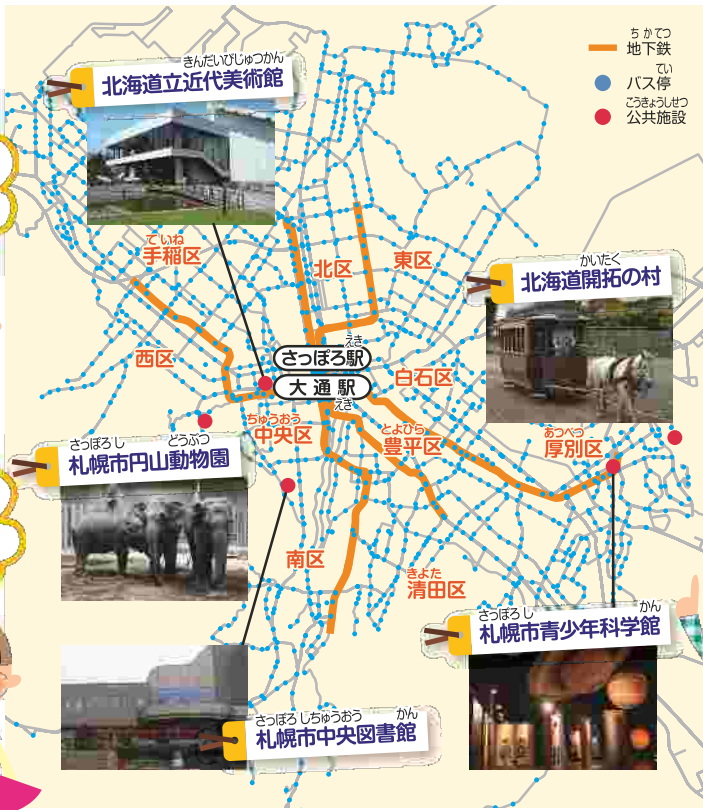 きんだいびじゅつかん
北海道立近代美術館
ちかてつ
地下鉄
てい
バス停
こうきょうしせつ
公共施設
ていね
手稲区
北区
東区
かいたく
北海道開拓の村
西区
えき
さっぽろ駅
大通駅
えき
白石区
ちゅうおう
中央区
とよひら
豊平区
あつべつ
厚別区
さっぽろし どうぶつ
札幌市円山動物園
南区
きよた
清田区
さっぽろし かん
札幌市青少年科学館
さっぽろしちゅうおう かん
札幌市中央図書館